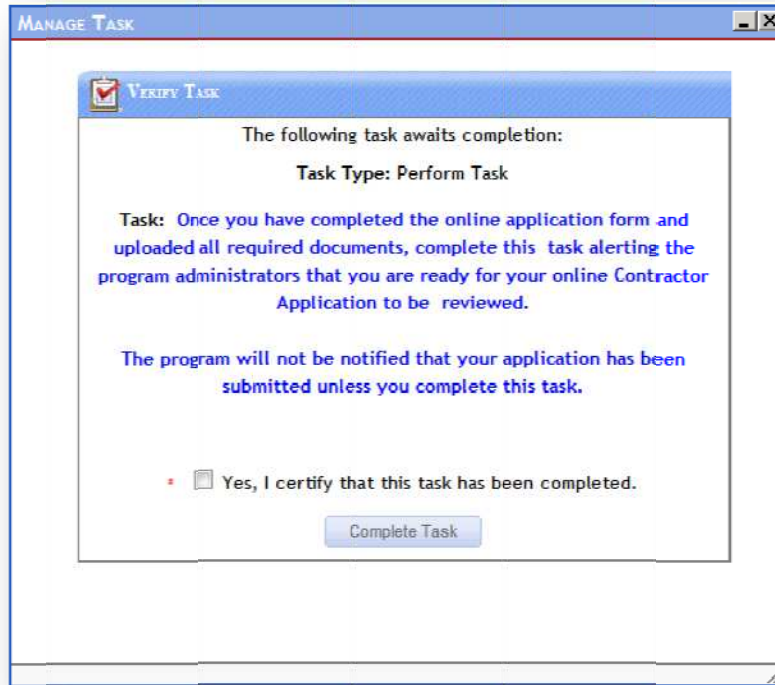 MANAGE TASK
VERIFY TASK
The following task awaits completion:
Task Type: Perform Task
Task: Once you have completed the online application form and
uploaded all required documents, complete this task alerting the
program administrators that you are ready for your online Contractor
Application to be reviewed.
The program will not be notified that your application has been
submitted unless you complete this task.
* Yes, I certify that this task has been completed.
Complete Task